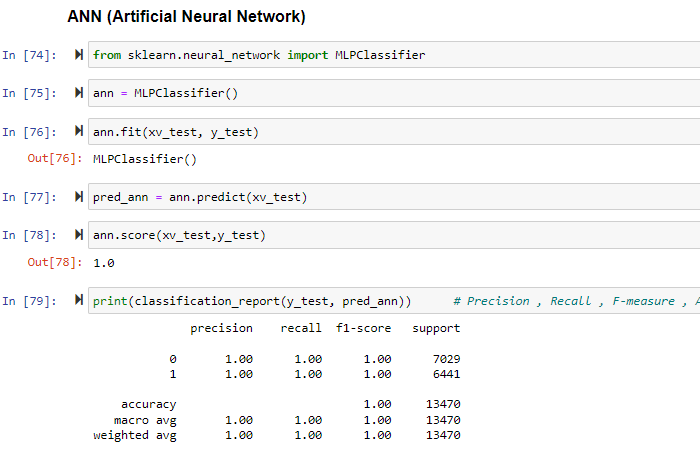 ANN (Artificial Neural Network)
In [74]: from sklearn.neural_network import MLPClassifier
In [75]: ann = MLPClassifier()
In [76]: ann.fit(xv_test, y_test)
Out[76]: MLPClassifier()
In [77]: pred_ann = ann.predict(xv_test)
In [78]: ann.score(xv_test,y_test)
Out[78]: 1.0
In [79]: print(classification_report(y_test, pred_ann)) # Precision , Recall , F-measure ,
precision recall f1-score support
0 1.00 1.00 1.00 7029
1 1.00 1.00 1.00 6441
accuracy 1.00 13470
macro avg 1.00 1.00 1.00 13470
weighted avg 1.00 1.00 1.00 13470